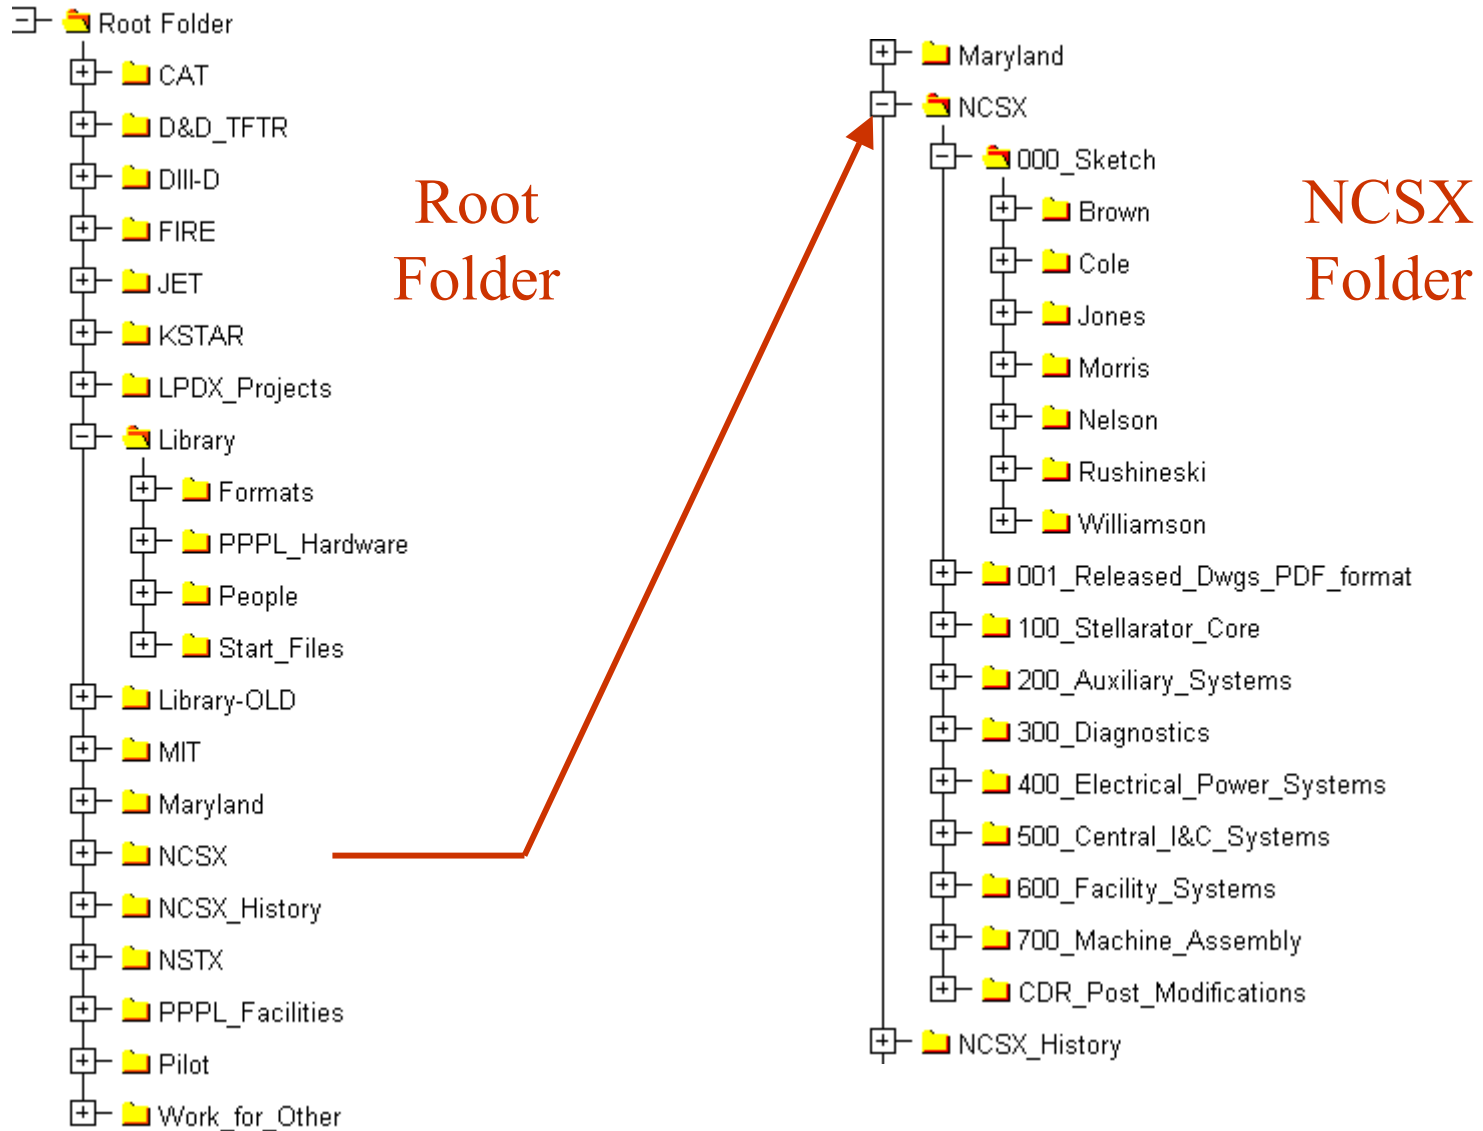 Root Folder
CAT
D&D_TFTR
DIII-D
FIRE
JET
KSTAR
LPDX_Projects
Library
Formats
PPPL_Hardware
People
Start_Files
Library-OLD
MIT
Maryland
NCSX
NCSX_History
NSTX
PPPL_Facilities
Pilot
Work_for_Other
Root
Folder
Maryland
NCSX
000_Sketch
Brown
Cole
Jones
Morris
Nelson
Rushineski
Williamson
001_Released_Dwgs_PDF_format
100_Stellarator_Core
200_Auxiliary_Systems
300_Diagnostics
400_Electrical_Power_Systems
500_Central_I&C_Systems
600_Facility_Systems
700_Machine_Assembly
CDR_Post_Modifications
NCSX_History
NCSX
Folder